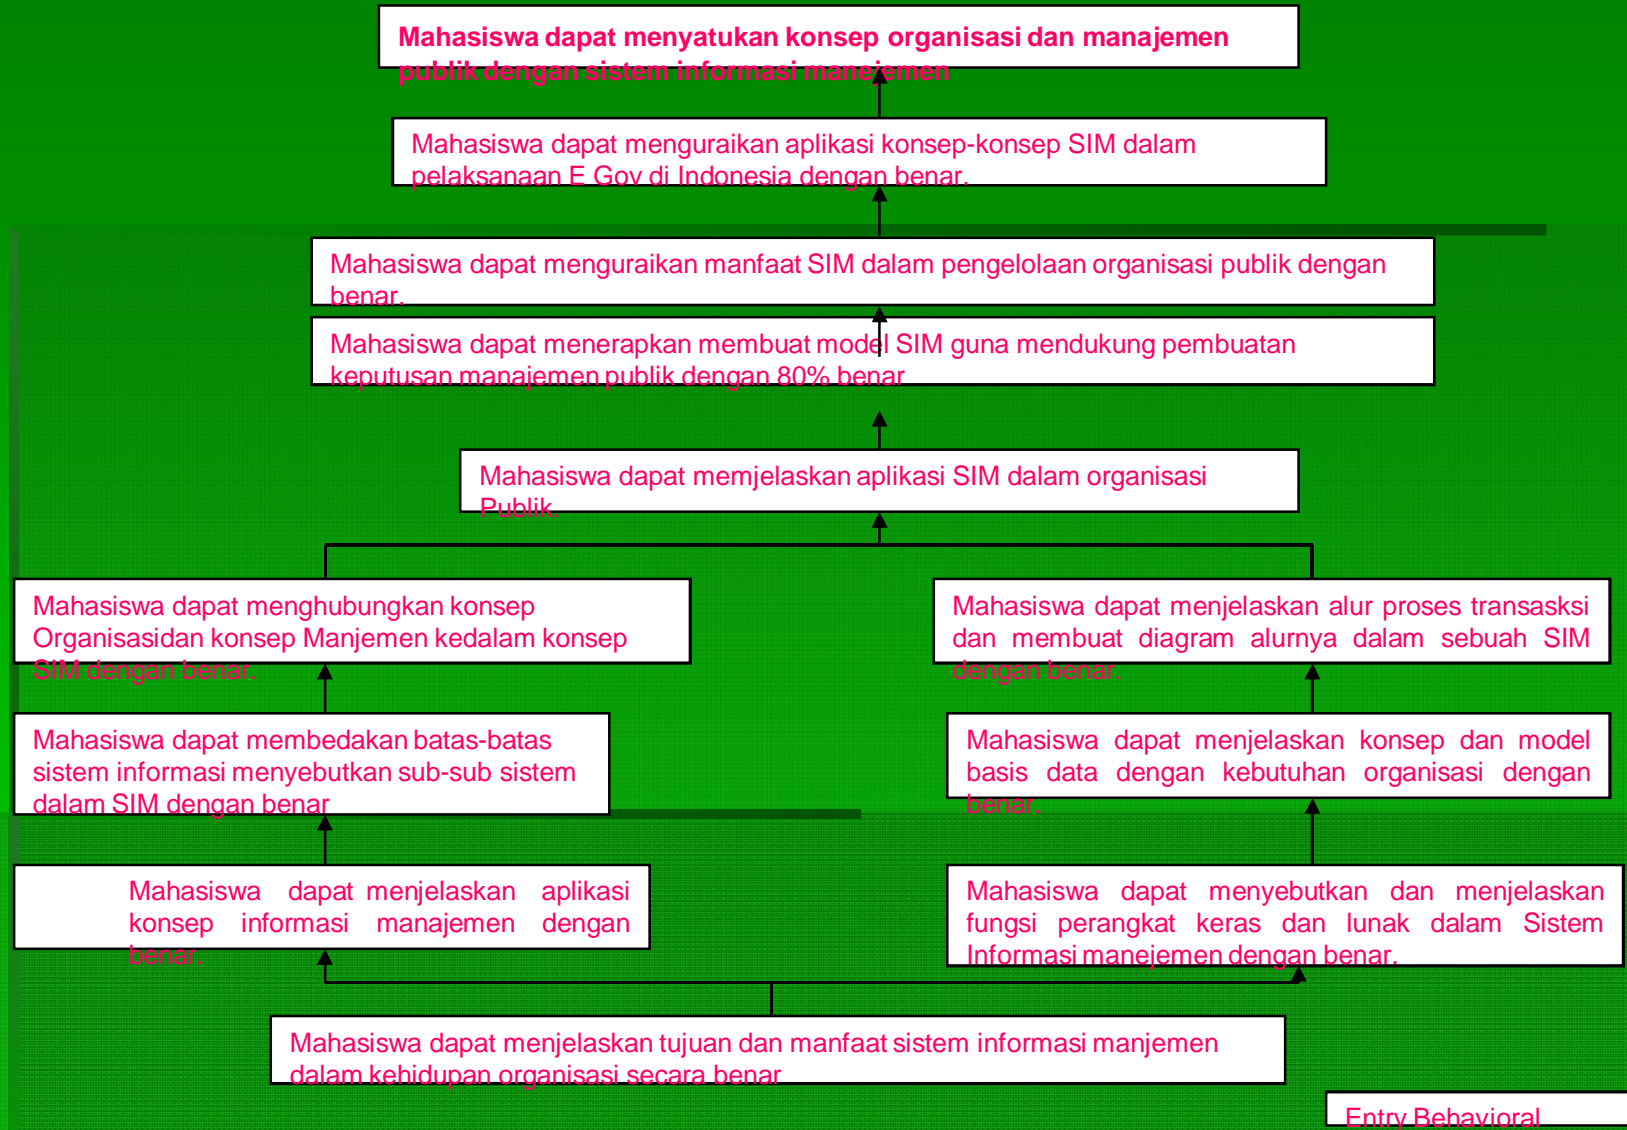 Mahasiswa dapat menyatukan konsep organisasi dan manajemen
publik dengan sistem informasi manejemen
Mahasiswa dapat menguraikan aplikasi konsep-konsep SIM dalam
pelaksanaan E Gov di Indonesia dengan benar.
Mahasiswa dapat menguraikan manfaat SIM dalam pengelolaan organisasi publik dengan
benar.
Mahasiswa dapat menerapkan membuat model SIM guna mendukung pembuatan
keputusan manajemen publik dengan 80% benar
Mahasiswa dapat memjelaskan aplikasi SIM dalam organisasi
Publik.
Mahasiswa dapat menghubungkan konsep
Organisasidan konsep Manjemen kedalam konsep
SIM dengan benar.
Mahasiswa dapat menjelaskan alur proses transasksi
dan membuat diagram alurnya dalam sebuah SIM
dengan benar.
Mahasiswa dapat membedakan batas-batas
sistem informasi menyebutkan sub-sub sistem
dalam SIM dengan benar
Mahasiswa dapat menjelaskan konsep dan model
basis data dengan kebutuhan organisasi dengan
benar.
Mahasiswa dapat menjelaskan aplikasi
konsep informasi manajemen dengan
benar.
Mahasiswa dapat menyebutkan dan menjelaskan
fungsi perangkat keras dan lunak dalam Sistem
Informasi manejemen dengan benar.
Mahasiswa dapat menjelaskan tujuan dan manfaat sistem informasi manjemen
dalam kehidupan organisasi secara benar
Entry Behavioral